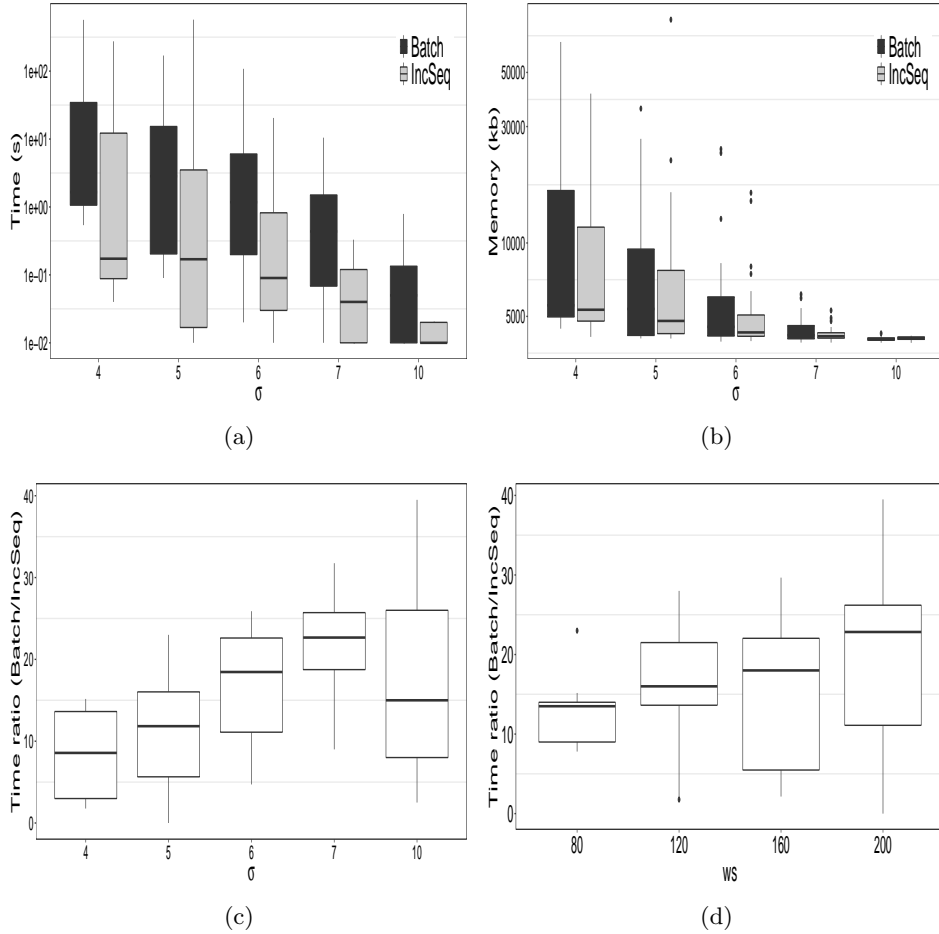 Time (s)
1e+02
1e+01
1e+00
1e−01
1e−02
Batch
IncSeq
4 5 6 7 10
σ
(a)
Memory (kb)
50000
30000
10000
5000
Batch
IncSeq
4 5 6 7 10
σ
(b)
Time ratio (Batch/IncSeq)
40
30
20
10
0
4 5 6 7 10
σ
(c)
Time ratio (Batch/IncSeq)
40
30
20
10
0
80 120 160 200
ws
(d)